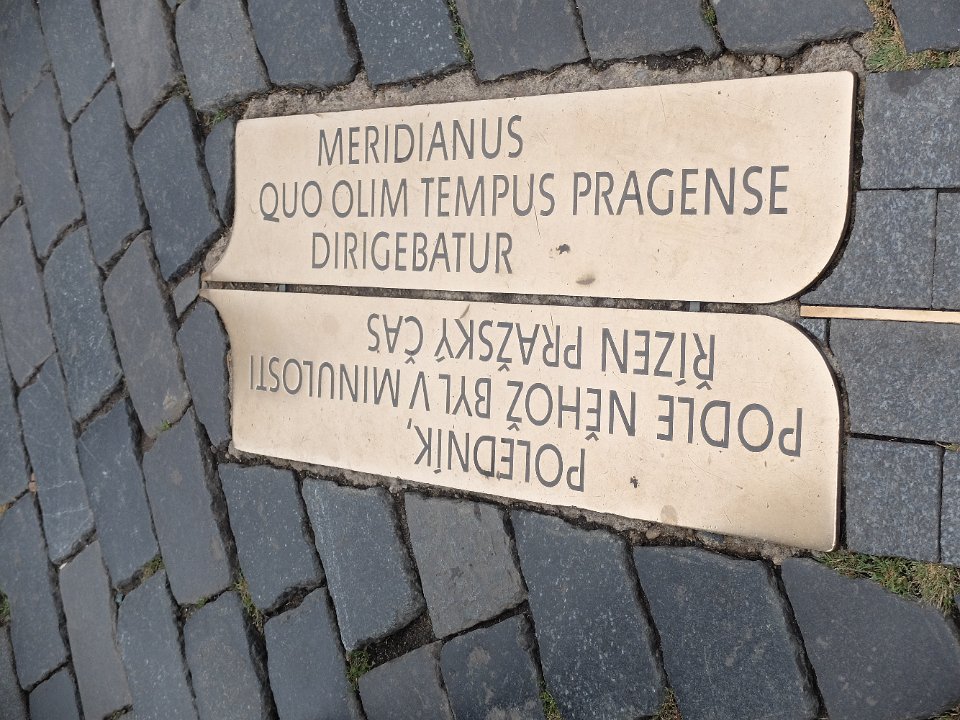 MERIDIANUS
QUO OLIM TEMPUS PRAGENSE
DIRIGEBATUR
POLEDNÍK,
PODLE NĚHOŽ BYL V MINULOSTI
ŘÍZEN PRAŽSKÝ ČAS